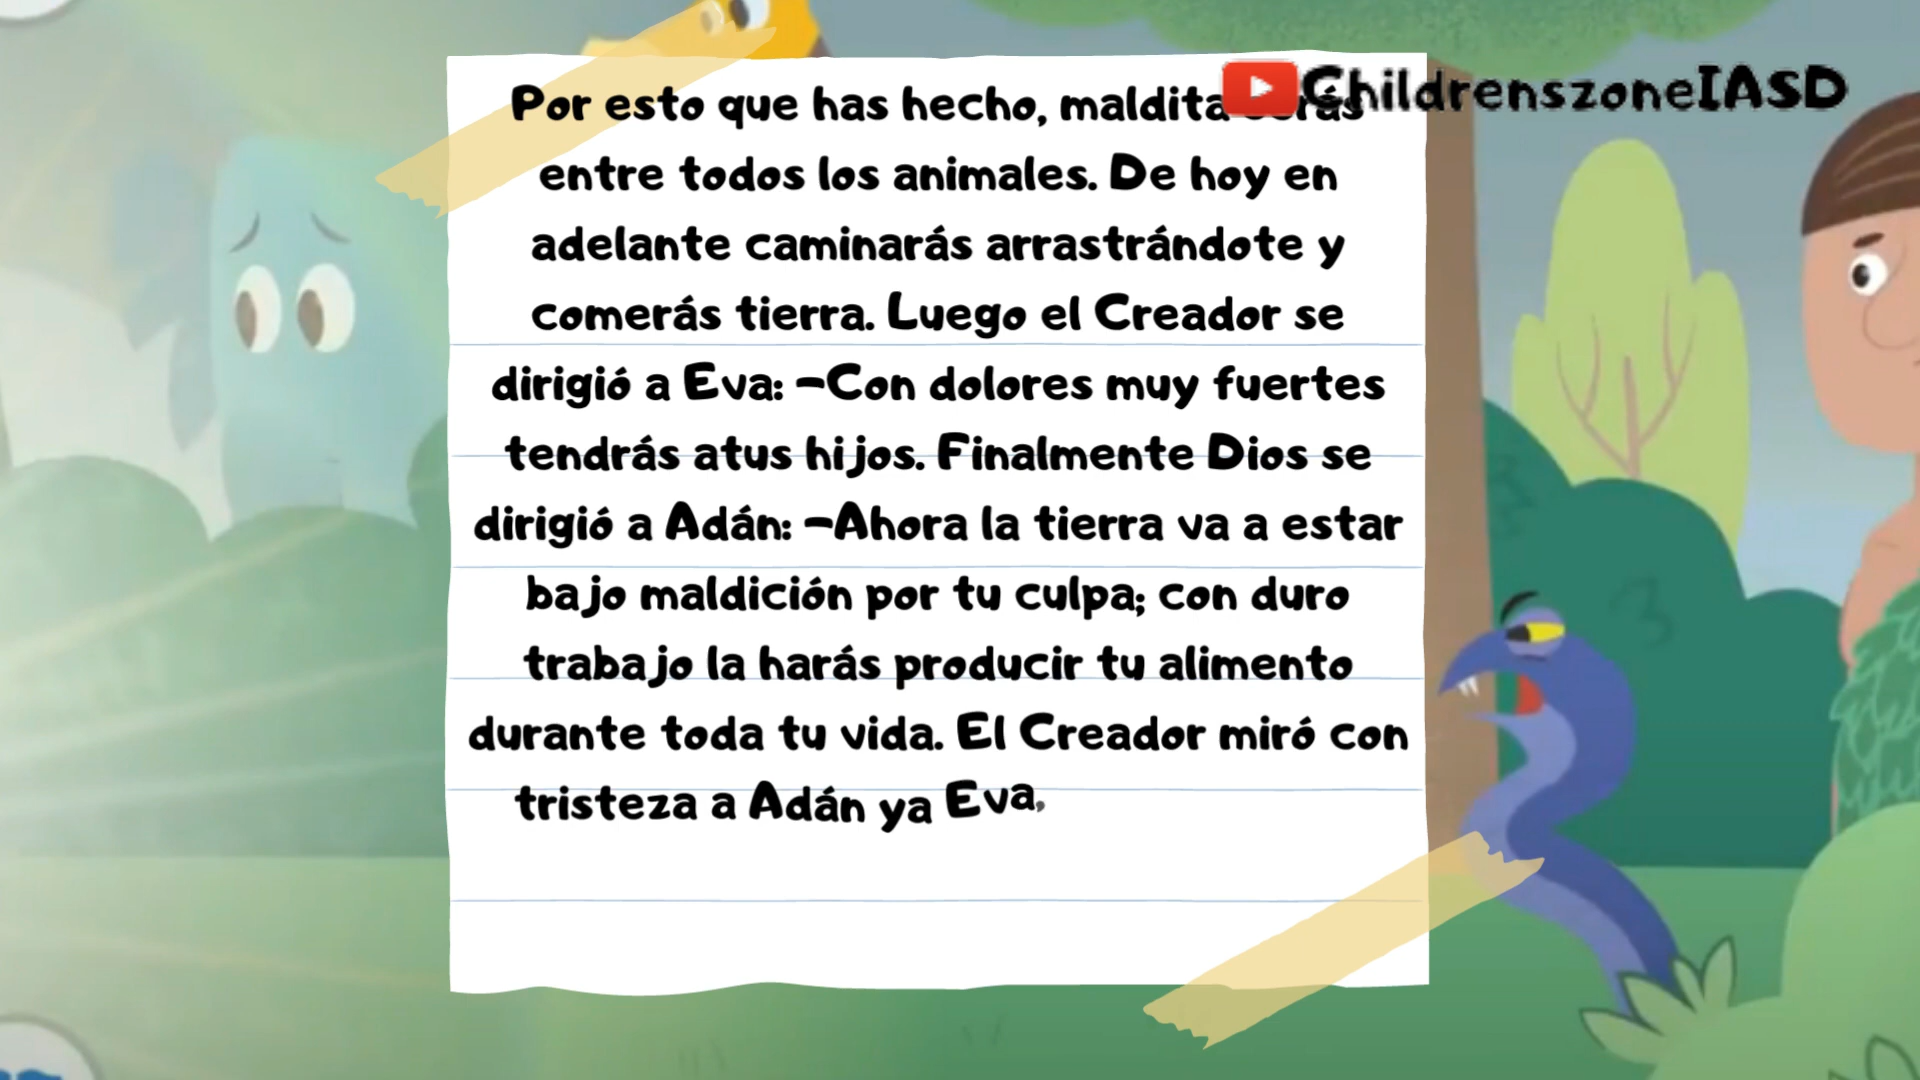 Por esto que has hecho, maldita serás
ChildrenszoneIASD
entre todos los animales. De hoy en
adelante caminarás arrastrándote y
comerás tierra. Luego el Creador se
dirigió a Eva: –Con dolores muy fuertes
tendrás atus hijos. Finalmente Dios se
dirigió a Adán: –Ahora la tierra va a estar
bajo maldición por tu culpa; con duro
trabajo la harás producir tu alimento
durante toda tu vida. El Creador miró con
tristeza a Adán ya Eva,